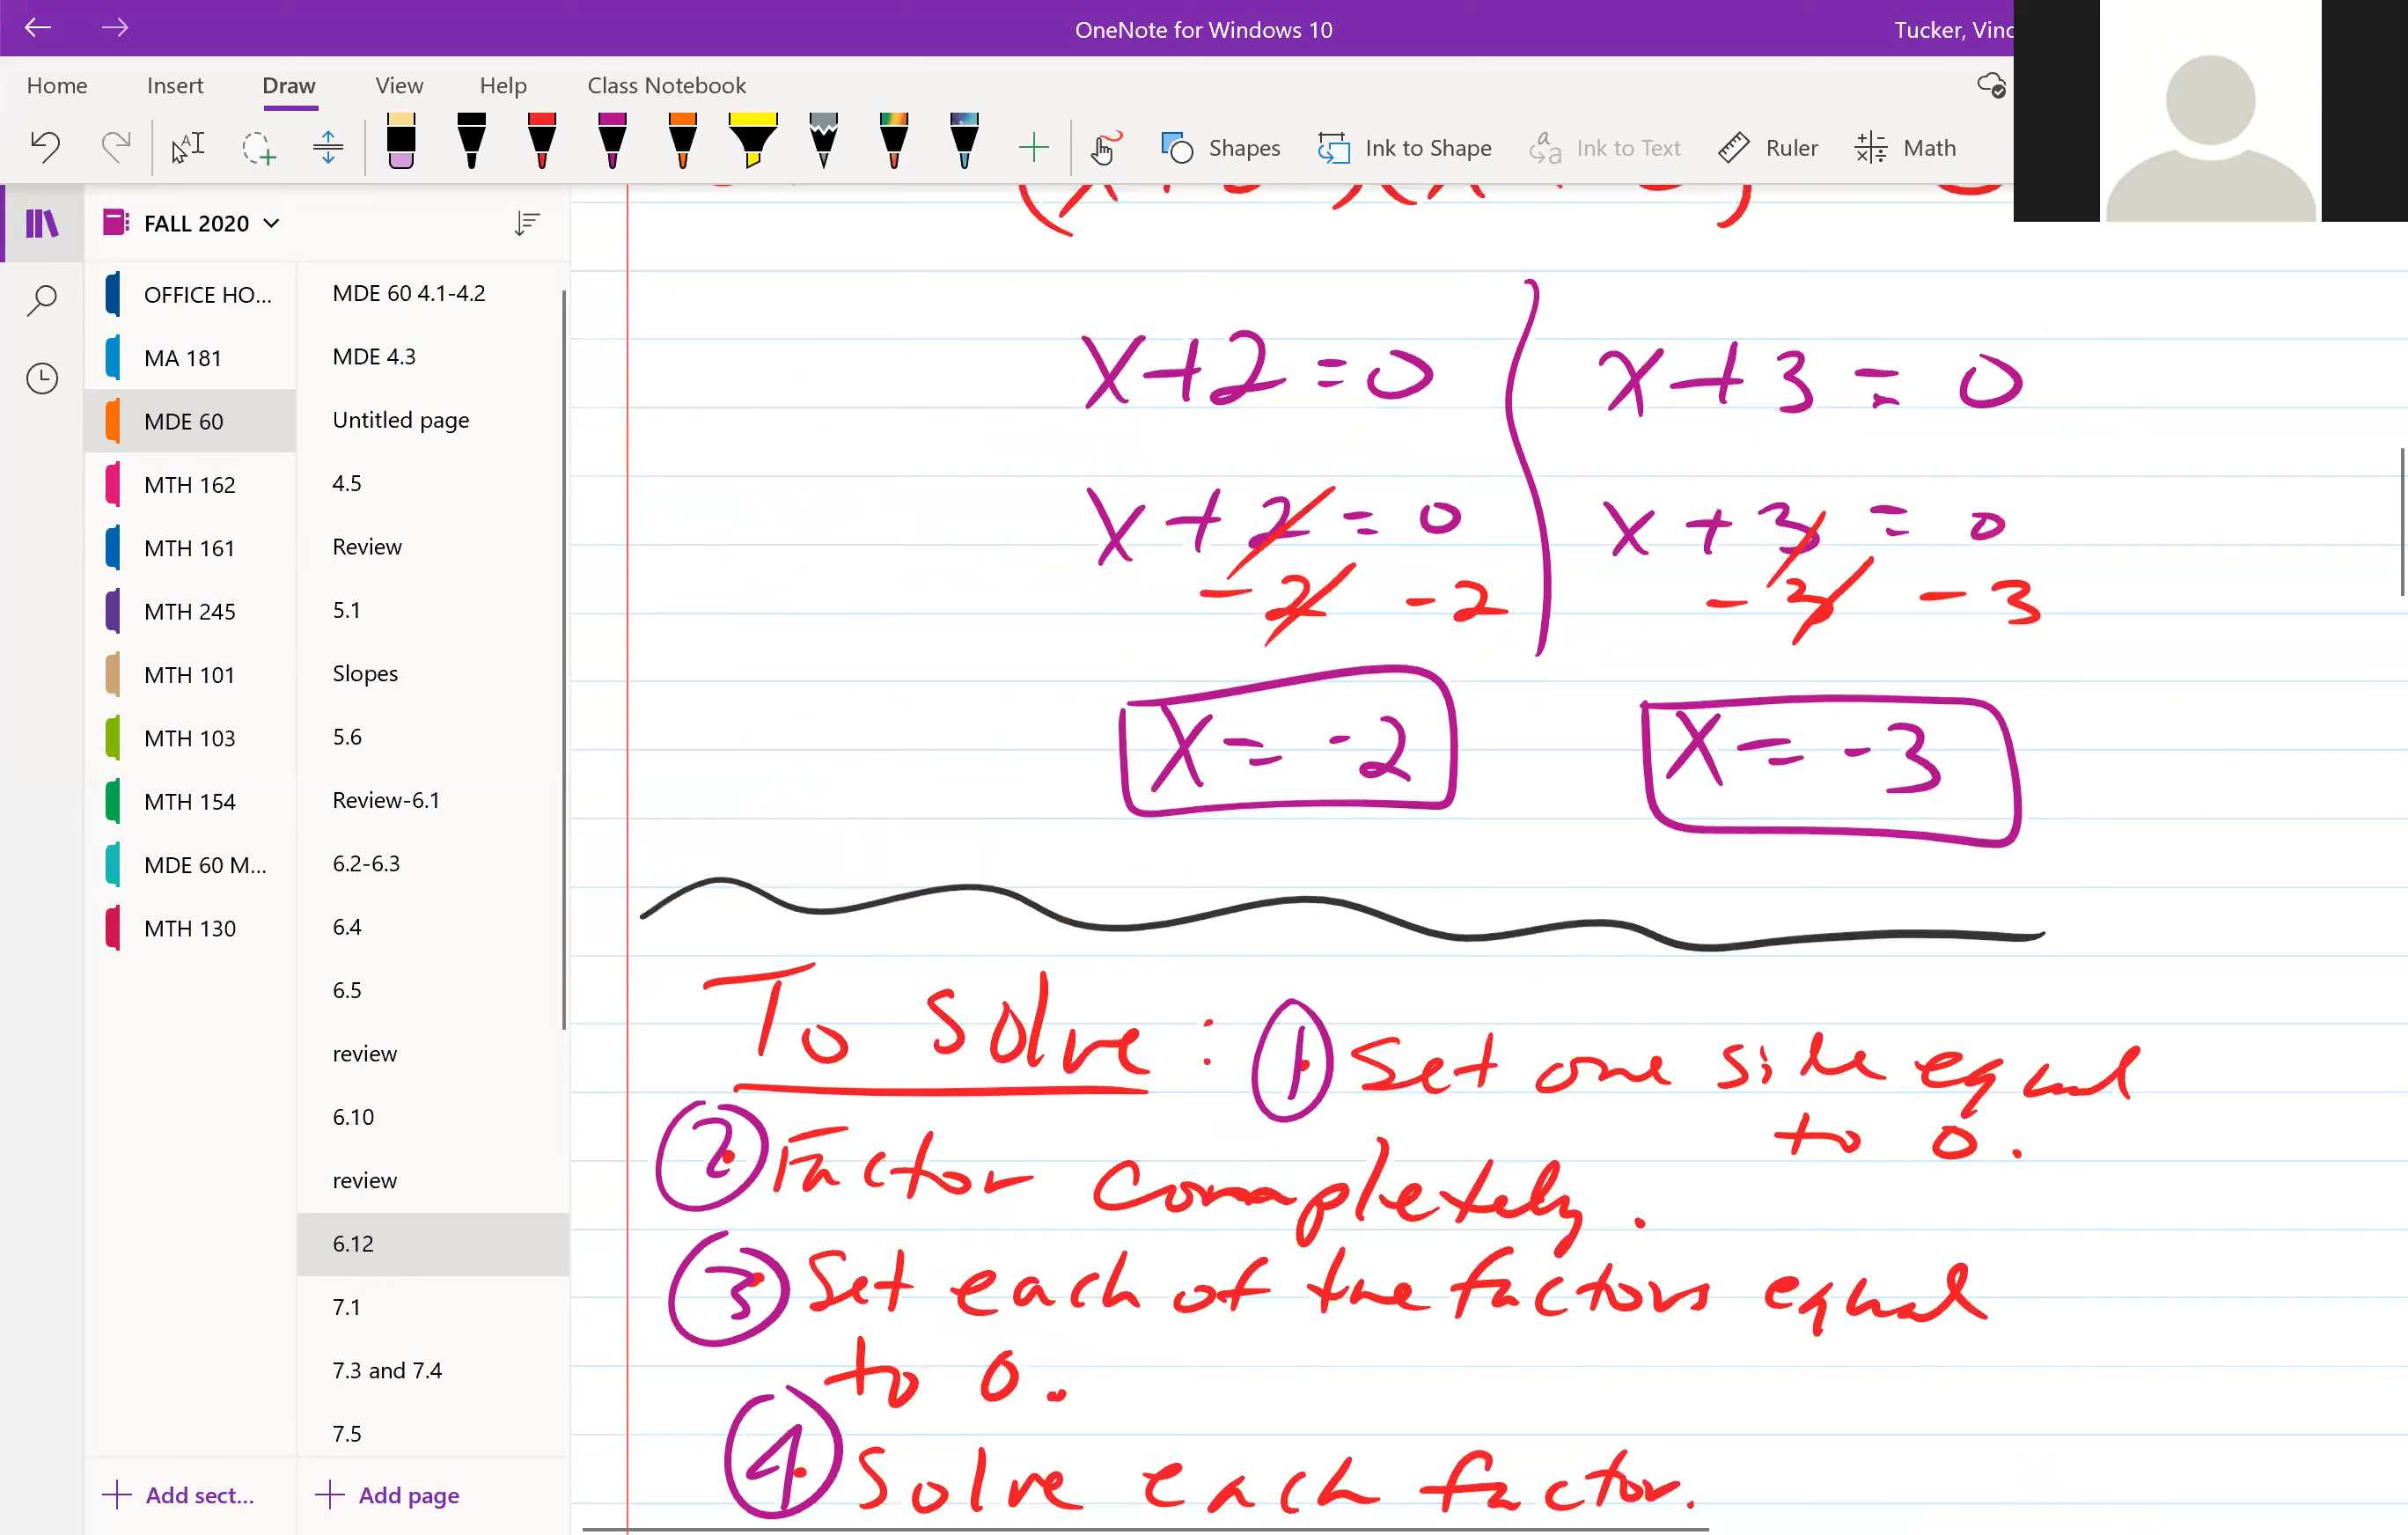 OneNote for Windows 10
Tucker, Vinc
Home Insert Draw View Help Class Notebook
Shapes Ink to Shape Ink to Text Ruler Math
FALL 2020
OFFICE HO...
MA 181
MDE 60
MTH 162
MTH 161
MTH 245
MTH 101
MTH 103
MTH 154
MDE 60 M...
MTH 130
Add sect...
MDE 60 4.1-4.2
MDE 4.3
Untitled page
4.5
Review
5.1
Slopes
5.6
Review-6.1
6.2-6.3
6.4
6.5
review
6.10
review
6.12
7.1
7.3 and 7.4
7.5
Add page
x+2=0 x+3=0
x+2=0 x+3=0
-2 -2 -3 -3
x=-2 x=-3
To Solve: 1. Set one side equal
to 0.
2. Factor completely.
3. Set each of the factors equal
to 0.
4. Solve each factor.